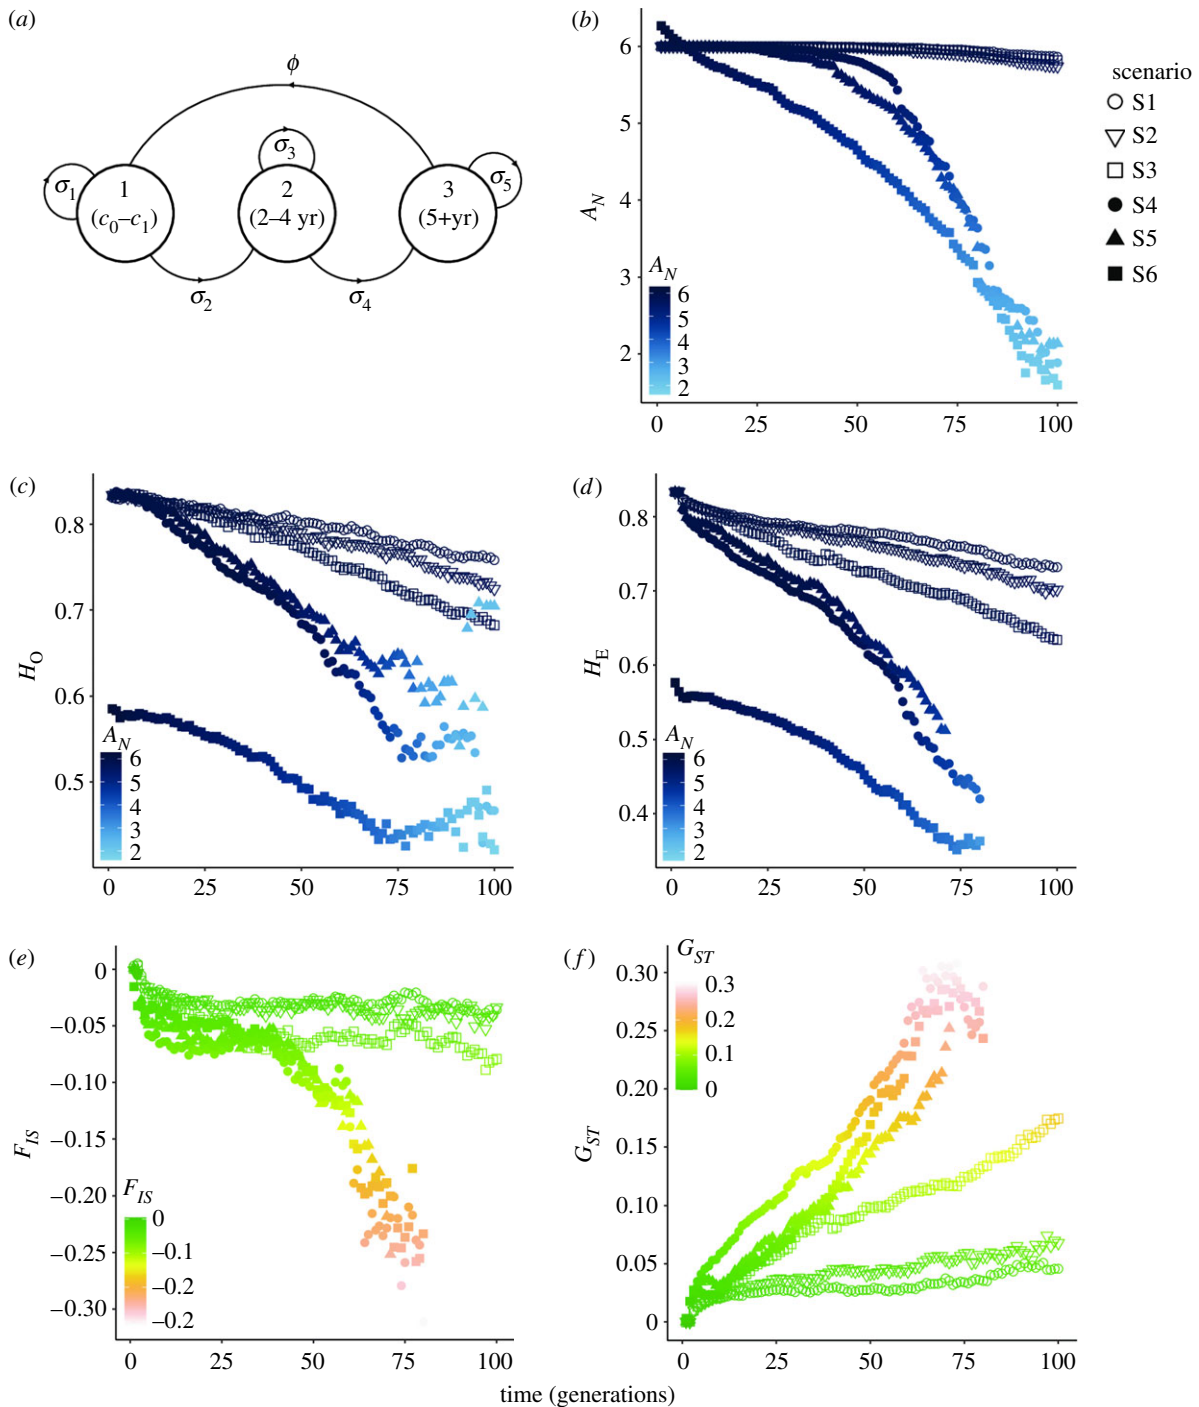 (a)
ϕ
σ1 σ3 σ5
1 2 3
(c0–c1) (2–4 yr) (5+yr)
σ2 σ4
(b)
AN
6
5
4
3
2
0 25 50 75 100
AN
6
5
4
3
2
scenario
S1
S2
S3
S4
S5
S6
(c)
HO
0.8
0.7
0.6
0.5
0 25 50 75 100
AN
6
5
4
3
2
(d)
HE
0.8
0.7
0.6
0.5
0.4
0 25 50 75 100
AN
6
5
4
3
2
(e)
FIS
0
–0.05
–0.10
–0.15
–0.20
–0.25
–0.30
0 25 50 75 100
FIS
0
–0.1
–0.2
–0.2
(f)
GST
0.30
0.25
0.20
0.15
0.10
0.05
0
0 25 50 75 100
GST
0.3
0.2
0.1
0
time (generations)